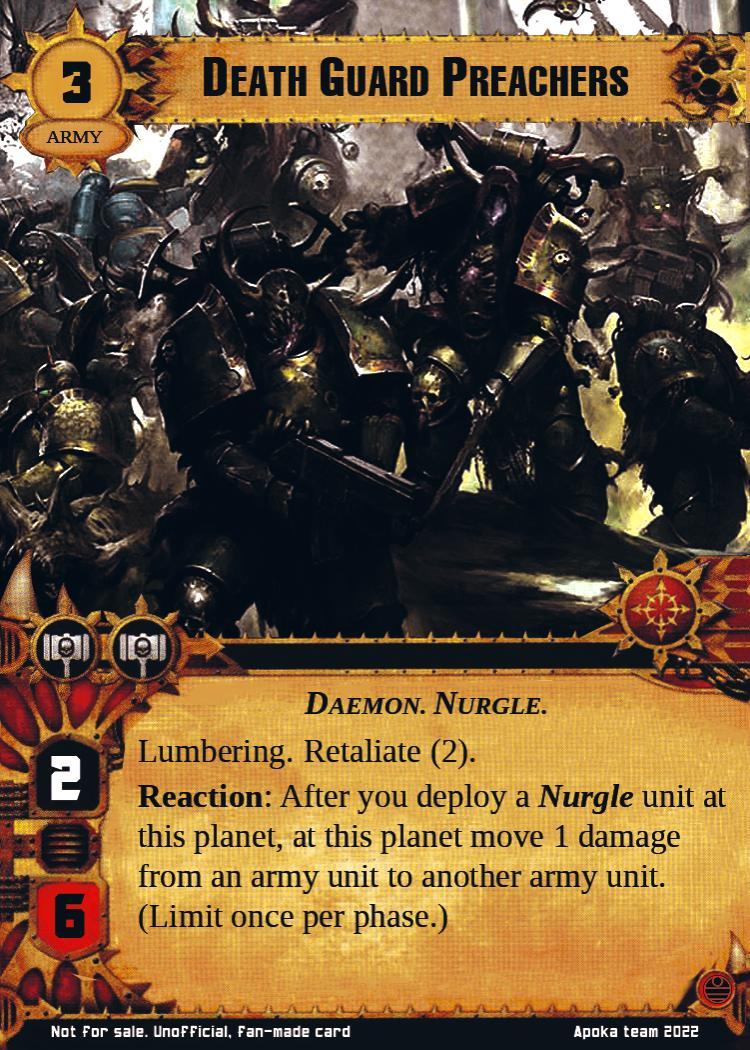 3
Death Guard Preachers
ARMY
Daemon. Nurgle.
Lumbering. Retaliate (2).
2
Reaction: After you deploy a Nurgle unit at
this planet, at this planet move 1 damage
from an army unit to another army unit.
(Limit once per phase.)
6
Not for sale. Unofficial, fan-made card
Apoka team 2022